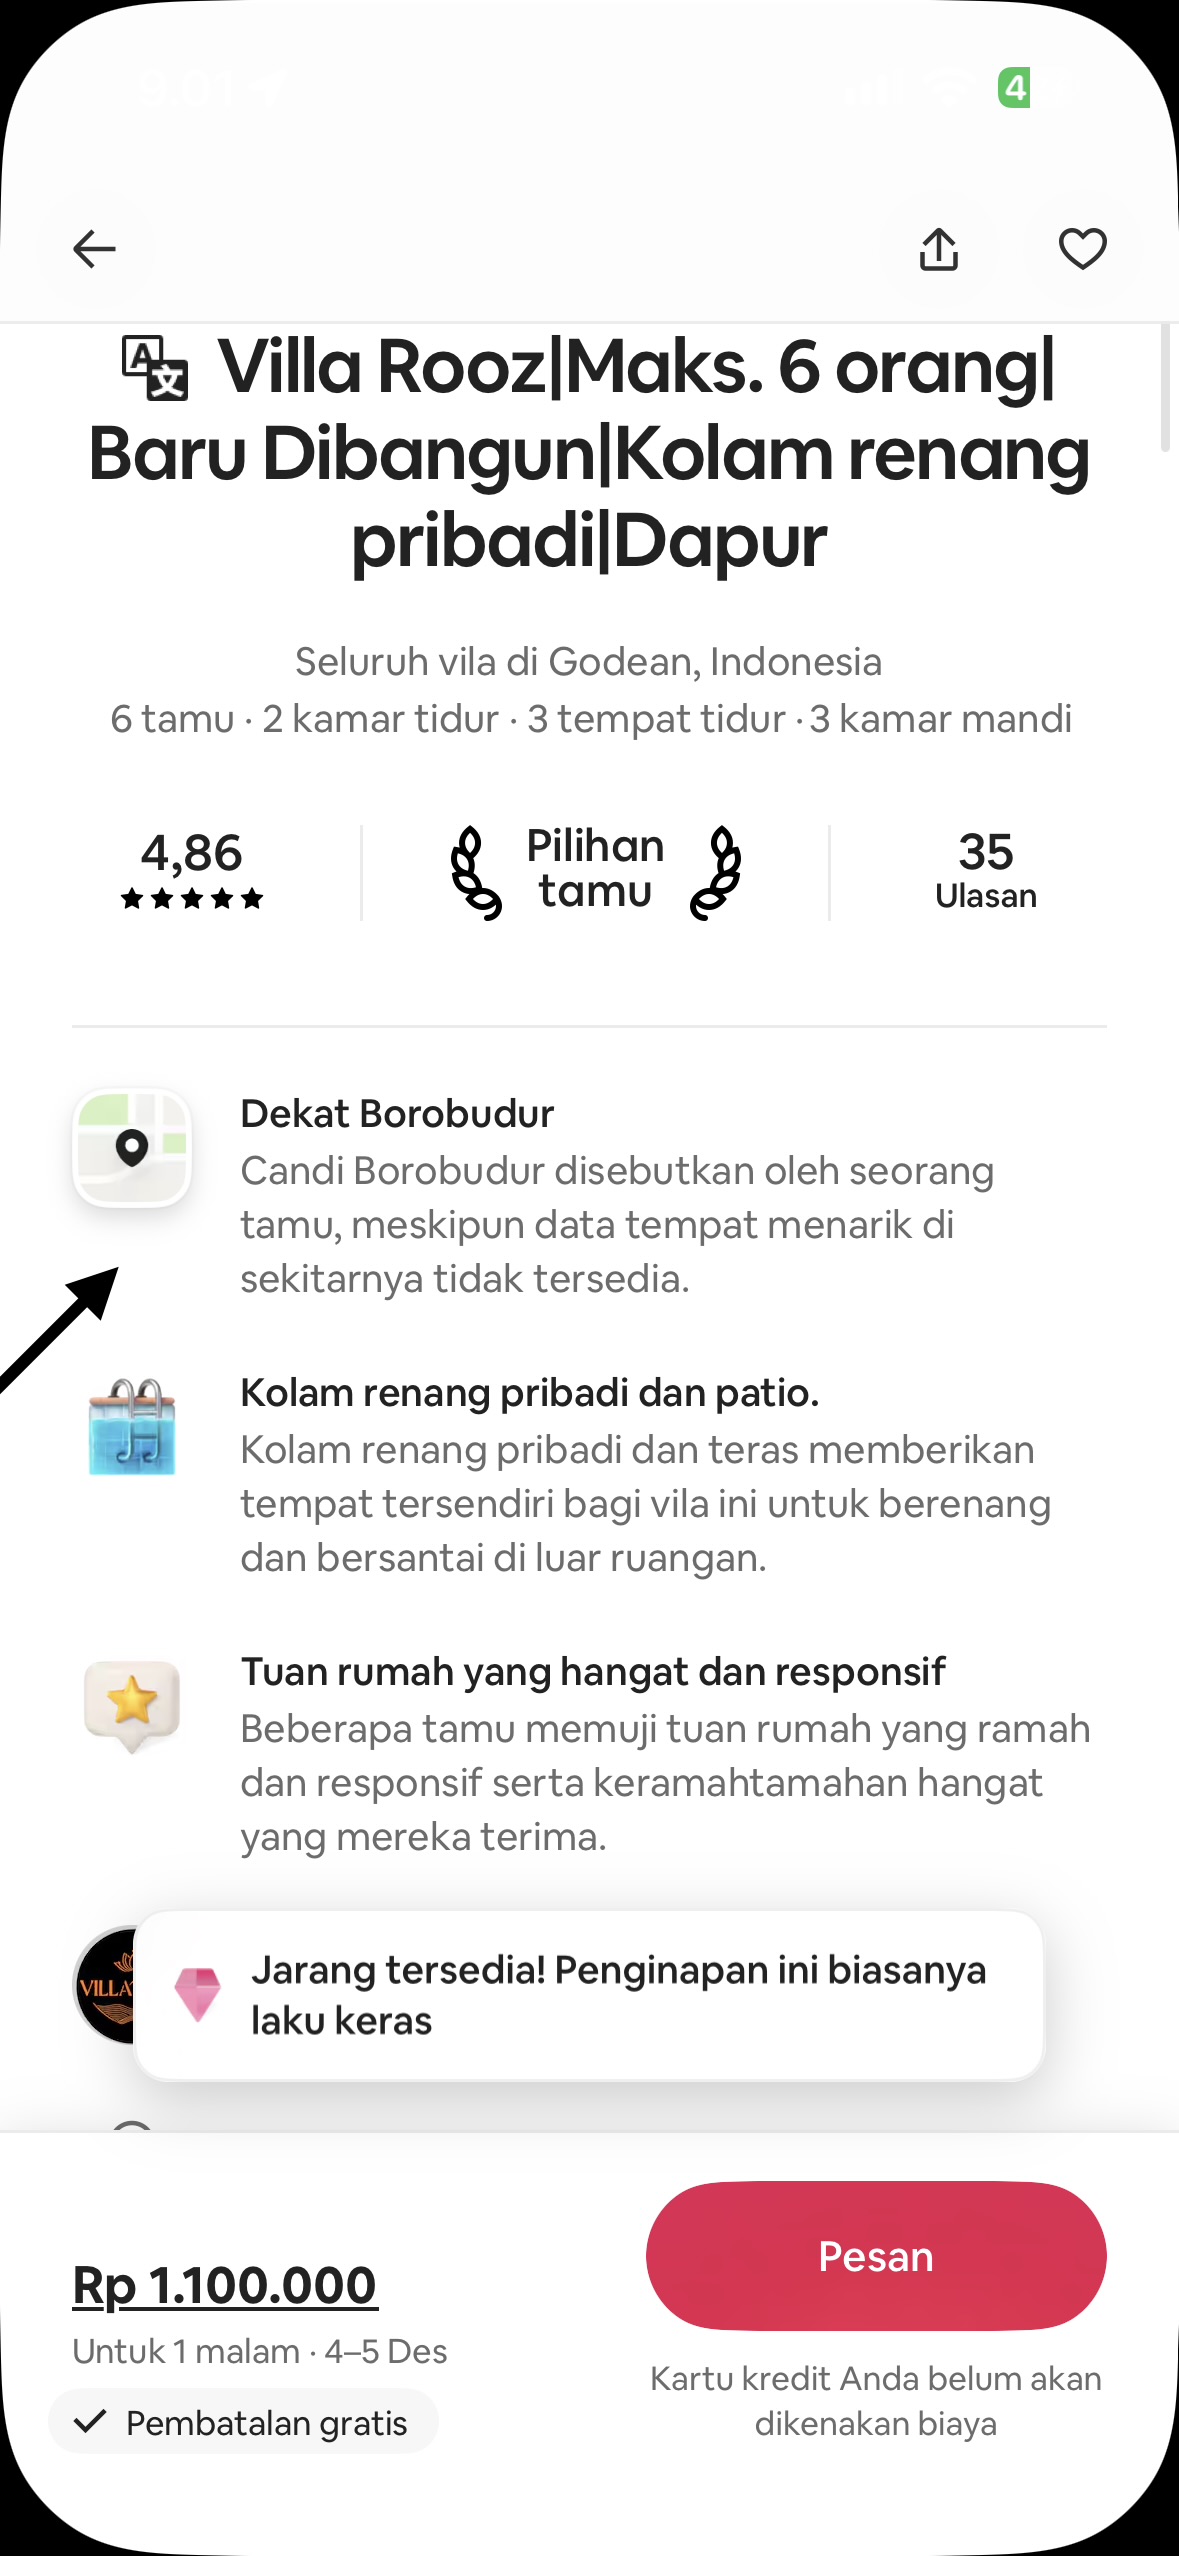 9:01
4
Villa Rooz|Maks. 6 orang|
Baru Dibangun|Kolam renang
pribadi|Dapur
Seluruh vila di Godean, Indonesia
6 tamu · 2 kamar tidur · 3 tempat tidur · 3 kamar mandi
4,86
Pilihan
tamu
35
Ulasan
Dekat Borobudur
Candi Borobudur disebutkan oleh seorang
tamu, meskipun data tempat menarik di
sekitarnya tidak tersedia.
Kolam renang pribadi dan patio.
Kolam renang pribadi dan teras memberikan
tempat tersendiri bagi vila ini untuk berenang
dan bersantai di luar ruangan.
Tuan rumah yang hangat dan responsif
Beberapa tamu memuji tuan rumah yang ramah
dan responsif serta keramahtamahan hangat
yang mereka terima.
VILLA
Jarang tersedia! Penginapan ini biasanya
laku keras
Rp 1.100.000
Untuk 1 malam · 4–5 Des
Pembatalan gratis
Pesan
Kartu kredit Anda belum akan
dikenakan biaya